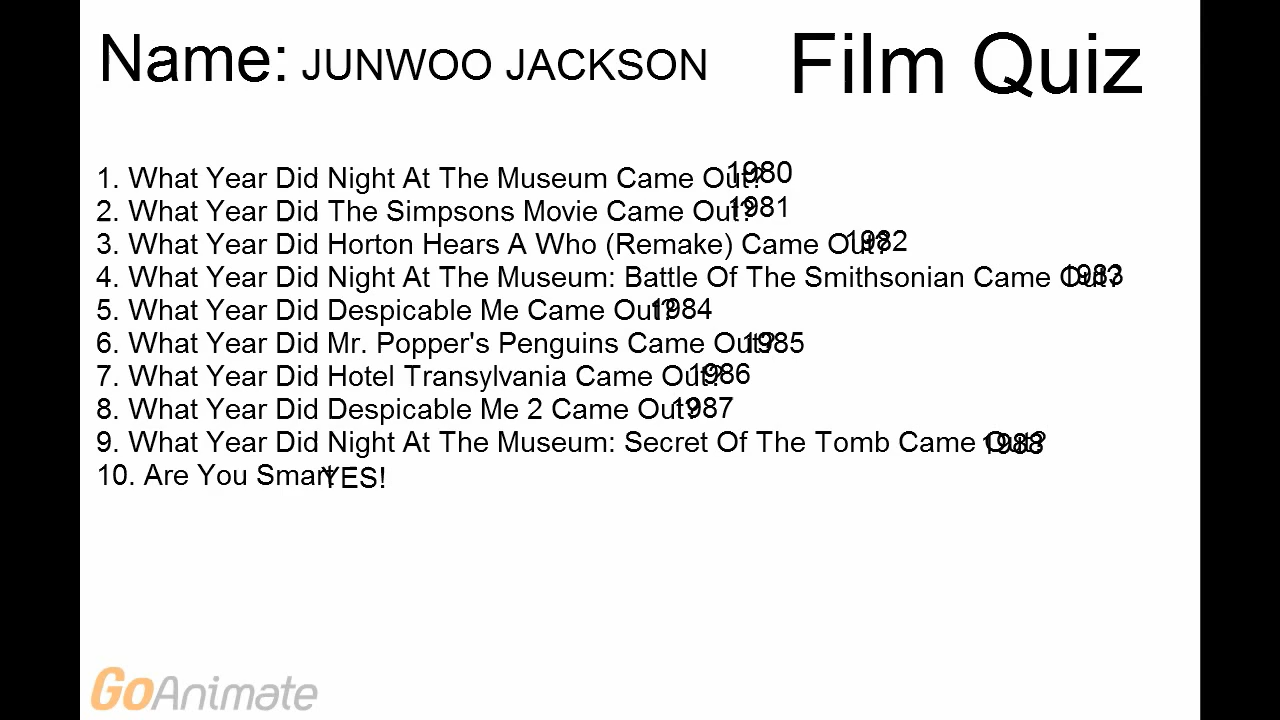 Name: JUNWOO JACKSON Film Quiz
1. What Year Did Night At The Museum Came Out? 1980
2. What Year Did The Simpsons Movie Came Out? 1981
3. What Year Did Horton Hears A Who (Remake) Came Out? 1982
4. What Year Did Night At The Museum: Battle Of The Smithsonian Came Out? 1983
5. What Year Did Despicable Me Came Out? 1984
6. What Year Did Mr. Popper's Penguins Came Out? 1985
7. What Year Did Hotel Transylvania Came Out? 1986
8. What Year Did Despicable Me 2 Came Out? 1987
9. What Year Did Night At The Museum: Secret Of The Tomb Came Out? 1988
10. Are You Smart YES!
GoAnimate